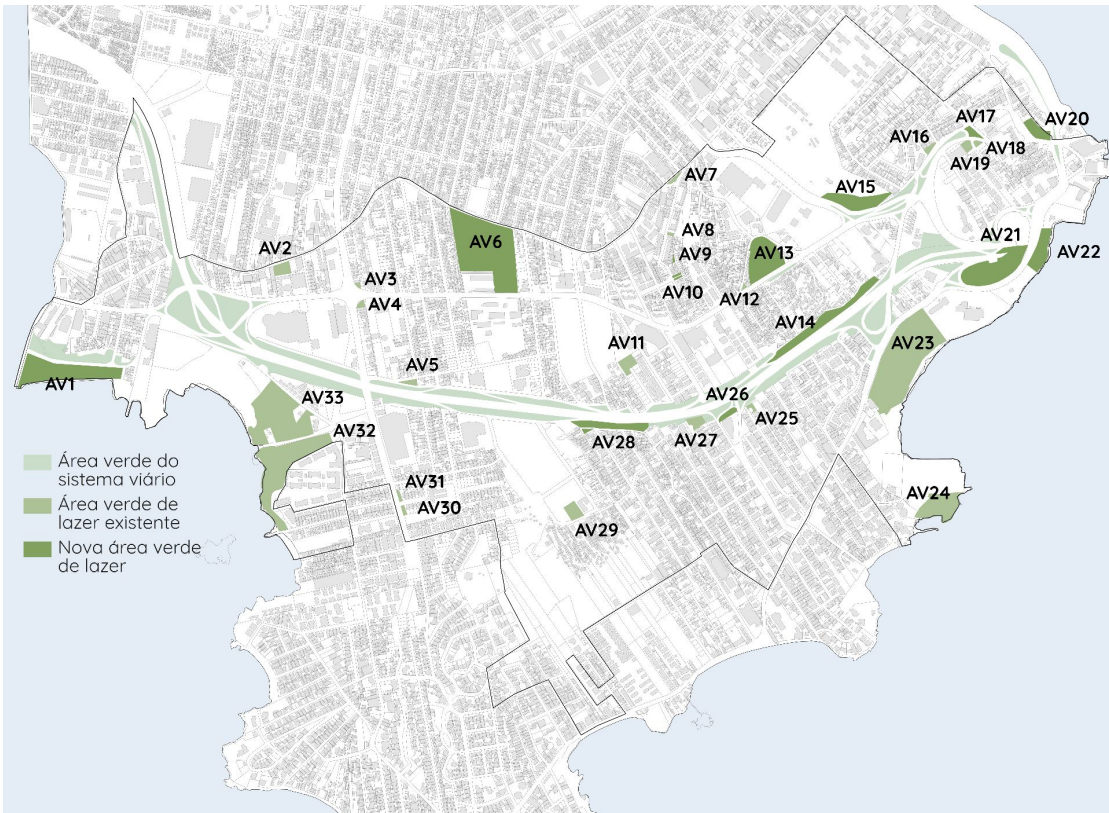 AV17
AV20
AV16
AV18
AV19
AV7
AV15
AV8
AV21
AV2
AV6
AV9
AV13
AV22
AV3
AV10
AV12
AV4
AV14
AV11
AV23
AV5
AV1
AV26
AV33
AV25
AV32
AV28
AV27
Área verde do
sistema viário
Área verde de
lazer existente
Nova área verde
de lazer
AV31
AV30
AV24
AV29